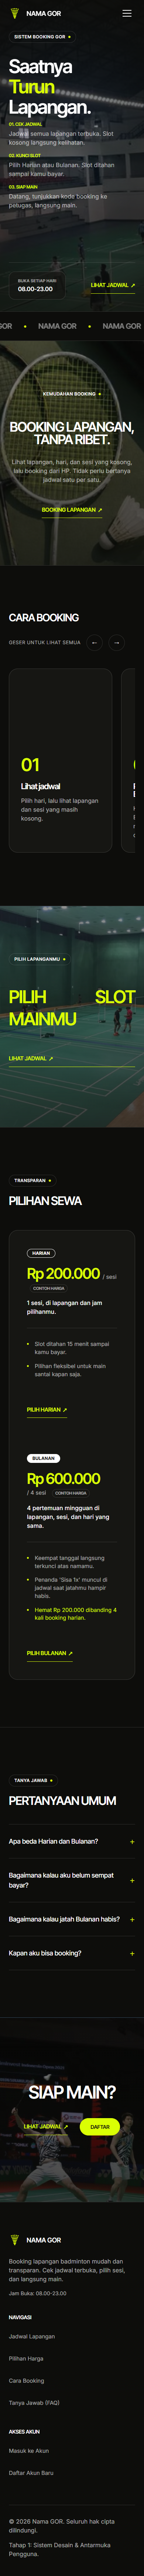 NAMA GOR
SISTEM BOOKING GOR
Saatnya
Turun
Lapangan.
01. CEK JADWAL
Jadwal semua lapangan terbuka. Slot
kosong langsung kelihatan.
02. KUNCI SLOT
Pilih Harian atau Bulanan. Slot ditahan
sampai kamu bayar.
03. SIAP MAIN
Datang, tunjukkan kode booking ke
petugas, langsung main.
BUKA SETIAP HARI
08.00-23.00
LIHAT JADWAL ↗
GOR • NAMA GOR • NAMA GOR
KEMUDAHAN BOOKING
BOOKING LAPANGAN,
TANPA RIBET.
Lihat lapangan, hari, dan sesi yang kosong,
lalu booking dari HP. Tidak perlu bertanya
jadwal satu per satu.
BOOKING LAPANGAN ↗
CARA BOOKING
GESER UNTUK LIHAT SEMUA ← →
01
Lihat jadwal
Pilih hari, lalu lihat lapangan
dan sesi yang masih
kosong.
PILIH LAPANGANMU
PILIH SLOT
MAINMU
LIHAT JADWAL ↗
TRANSPARAN
PILIHAN SEWA
HARIAN
Rp 200.000 / sesi
CONTOH HARGA
1 sesi, di lapangan dan jam
pilihanmu.
Slot ditahan 15 menit sampai
kamu bayar.
Pilihan fleksibel untuk main
santai kapan saja.
PILIH HARIAN ↗
BULANAN
Rp 600.000
/ 4 sesi CONTOH HARGA
4 pertemuan mingguan di
lapangan, sesi, dan hari yang
sama.
Keempat tanggal langsung
terkunci atas namamu.
Penanda 'Sisa 1x' muncul di
jadwal saat jatahmu hampir
habis.
Hemat Rp 200.000 dibanding 4
kali booking harian.
PILIH BULANAN ↗
TANYA JAWAB
PERTANYAAN UMUM
Apa beda Harian dan Bulanan? +
Bagaimana kalau aku belum sempat
bayar? +
Bagaimana kalau jatah Bulanan habis? +
Kapan aku bisa booking? +
SIAP MAIN?
LIHAT JADWAL ↗
DAFTAR
NAMA GOR
Booking lapangan badminton mudah dan
transparan. Cek jadwal terbuka, pilih sesi,
dan langsung main.
Jam Buka: 08.00-23.00
NAVIGASI
Jadwal Lapangan
Pilihan Harga
Cara Booking
Tanya Jawab (FAQ)
AKSES AKUN
Masuk ke Akun
Daftar Akun Baru
© 2026 Nama GOR. Seluruh hak cipta
dilindungi.
Tahap 1: Sistem Desain & Antarmuka
Pengguna.